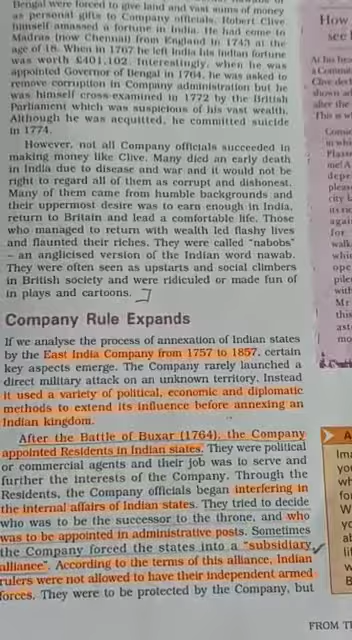 Bengal were forced to give land and vast sums of money
as personal gifts to Company officials. Robert Clive
himself amassed a fortune in India. He had come to
Madras (now Chennai) from England in 1743 at the
age of 18. When in 1767 he left India his Indian fortune
was worth £401,102. Interestingly, when he was
appointed Governor of Bengal in 1764, he was asked to
remove corruption in Company administration but he
was himself cross-examined in 1772 by the British
Parliament which was suspicious of his vast wealth.
Although he was acquitted, he committed suicide
in 1774.
However, not all Company officials succeeded in
making money like Clive. Many died an early death
in India due to disease and war and it would not be
right to regard all of them as corrupt and dishonest.
Many of them came from humble backgrounds and
their uppermost desire was to earn enough in India,
return to Britain and lead a comfortable life. Those
who managed to return with wealth led flashy lives
and flaunted their riches. They were called "nabobs"
– an anglicised version of the Indian word nawab.
They were often seen as upstarts and social climbers
in British society and were ridiculed or made fun of
in plays and cartoons.
Company Rule Expands
If we analyse the process of annexation of Indian states
by the East India Company from 1757 to 1857, certain
key aspects emerge. The Company rarely launched a
direct military attack on an unknown territory. Instead
it used a variety of political, economic and diplomatic
methods to extend its influence before annexing an
Indian kingdom.
After the Battle of Buxar (1764), the Company
appointed Residents in Indian states. They were political
or commercial agents and their job was to serve and
further the interests of the Company. Through the
Residents, the Company officials began interfering in
the internal affairs of Indian states. They tried to decide
who was to be the successor to the throne, and who
was to be appointed in administrative posts. Sometimes
the Company forced the states into a "subsidiary
alliance". According to the terms of this alliance, Indian
rulers were not allowed to have their independent armed
forces. They were to be protected by the Company, but
How
see
FROM